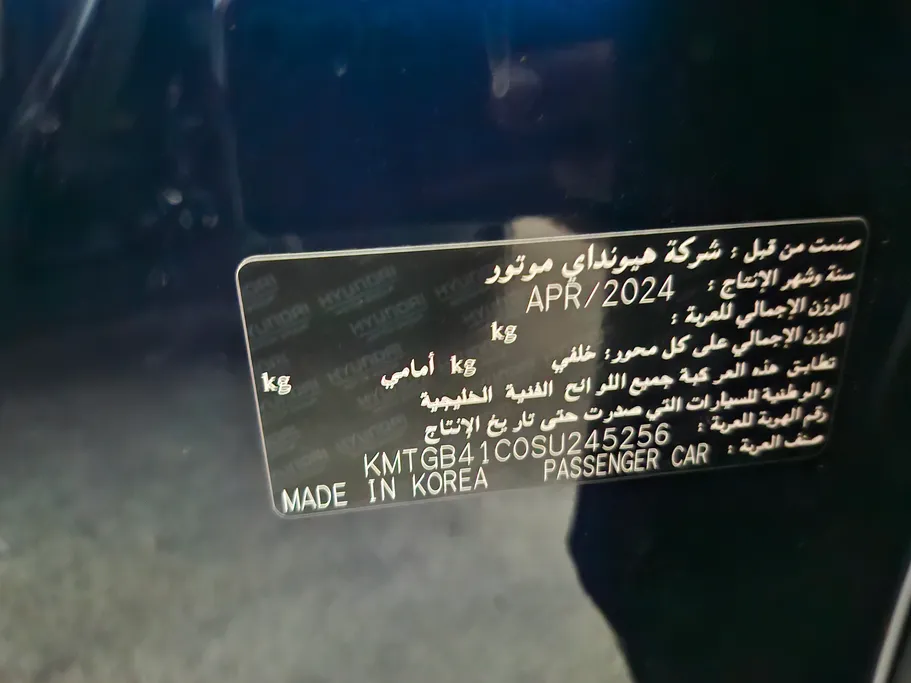 صنعت من قبل : شركة هيونداي موتور
سنة وشهر الإنتاج : APR/2024
الوزن الإجمالي للعربة : kg
الوزن الإجمالي على كل محور: خلفي kg أمامي kg
تطابق هذه العركبة جميع اللوائح الفنية الخليجية
والوطنية للسيارات التي صدرت حتى تاريخ الإنتاج
رقم الهوية للعربة : KMTGB41C0SU245256
صنف العربة : PASSENGER CAR MADE IN KOREA
HYUNDAI